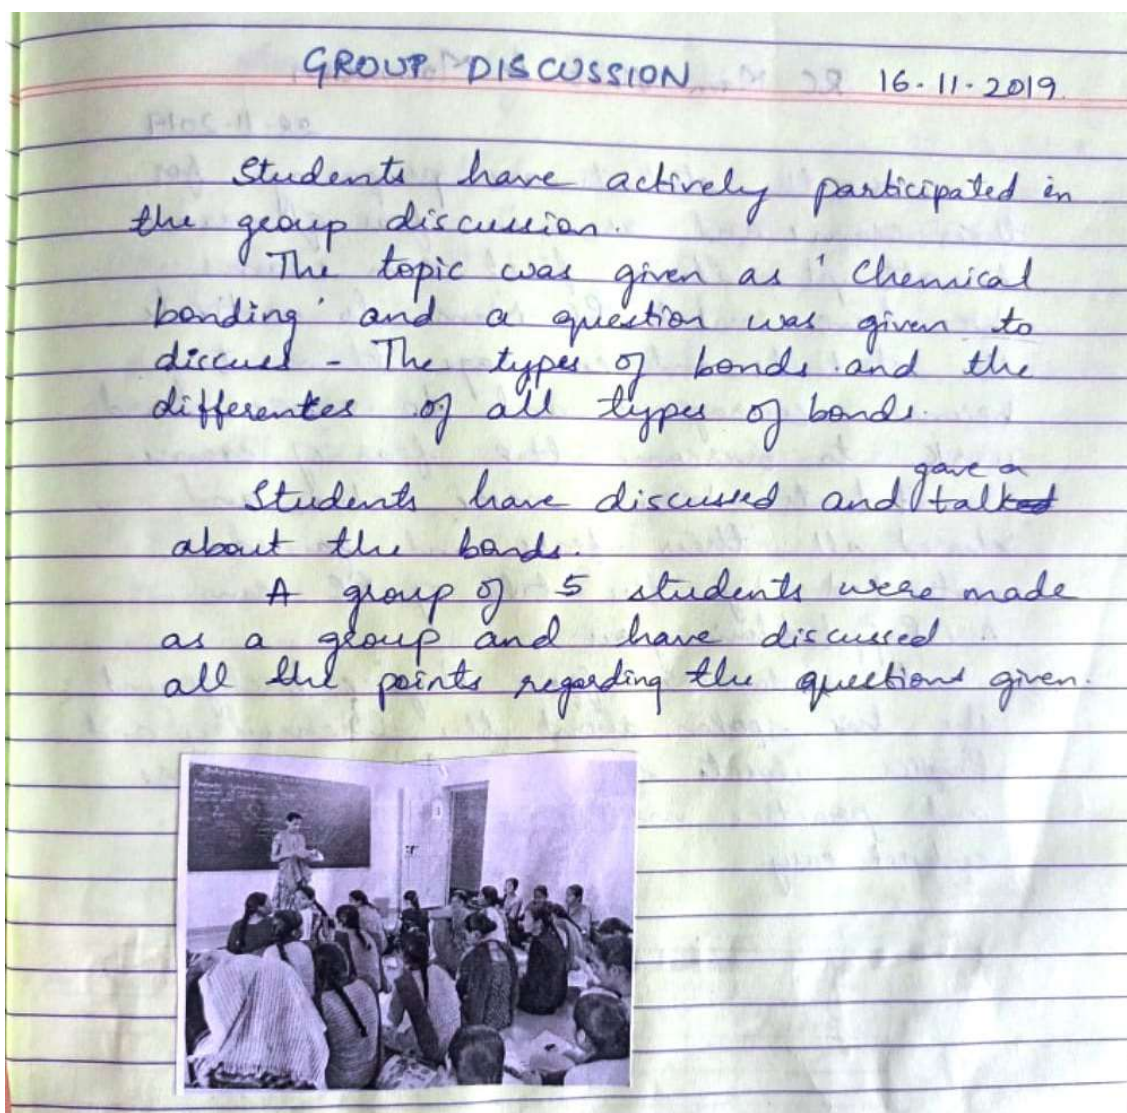 GROUP DISCUSSION
16-11-2019
Students have actively participated in
the group discussion.
The topic was given as 'Chemical
bonding' and a question was given to
discuss - The types of bonds and the
differentes of all types of bonds.
Students have discussed and gave a talk
about the bonds.
A group of 5 students were made
as a group and have discussed
all the points regarding the questions given.